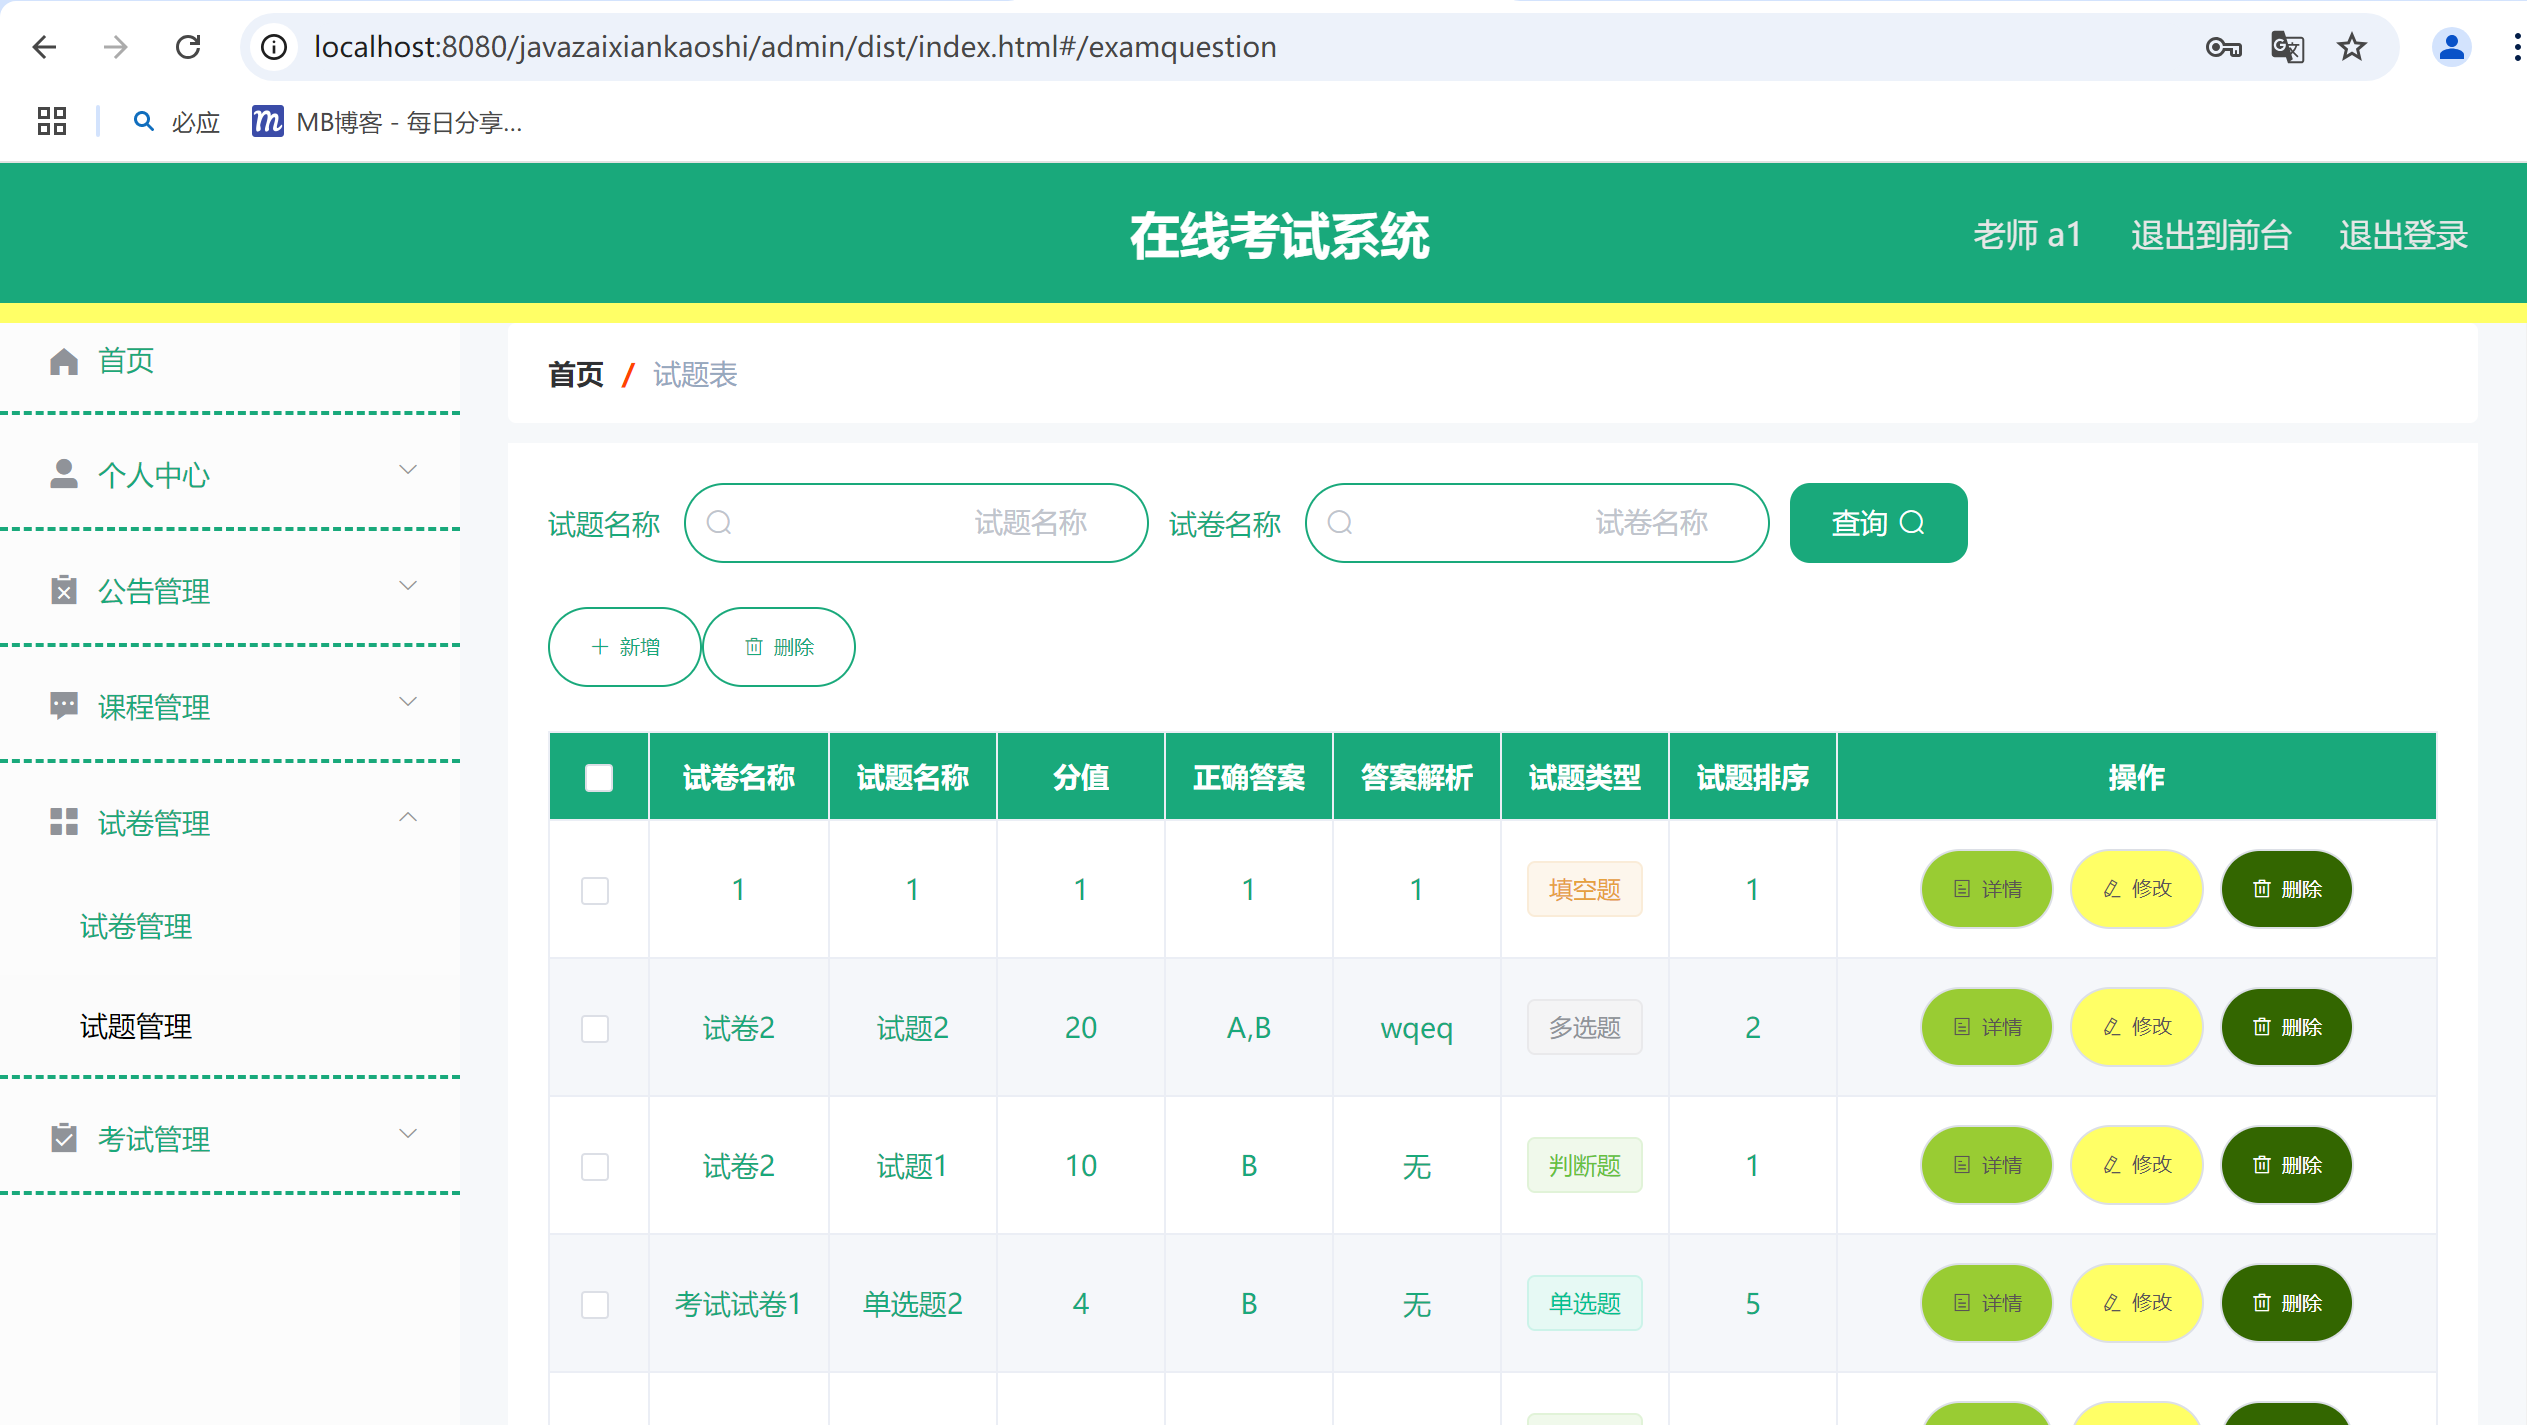 localhost:8080/javazaixiankaoshi/admin/dist/index.html#/examquestion
必应 MB博客 - 每日分享...
在线考试系统
老师 a1 退出到前台 退出登录
首页
个人中心
公告管理
课程管理
试卷管理
试卷管理
试题管理
考试管理
首页 / 试题表
试题名称 试题名称 试卷名称 试卷名称 查询
新增 删除
试卷名称 试题名称 分值 正确答案 答案解析 试题类型 试题排序 操作
1 1 1 1 1 填空题 1 详情 修改 删除
试卷2 试题2 20 A,B wqeq 多选题 2 详情 修改 删除
试卷2 试题1 10 B 无 判断题 1 详情 修改 删除
考试试卷1 单选题2 4 B 无 单选题 5 详情 修改 删除